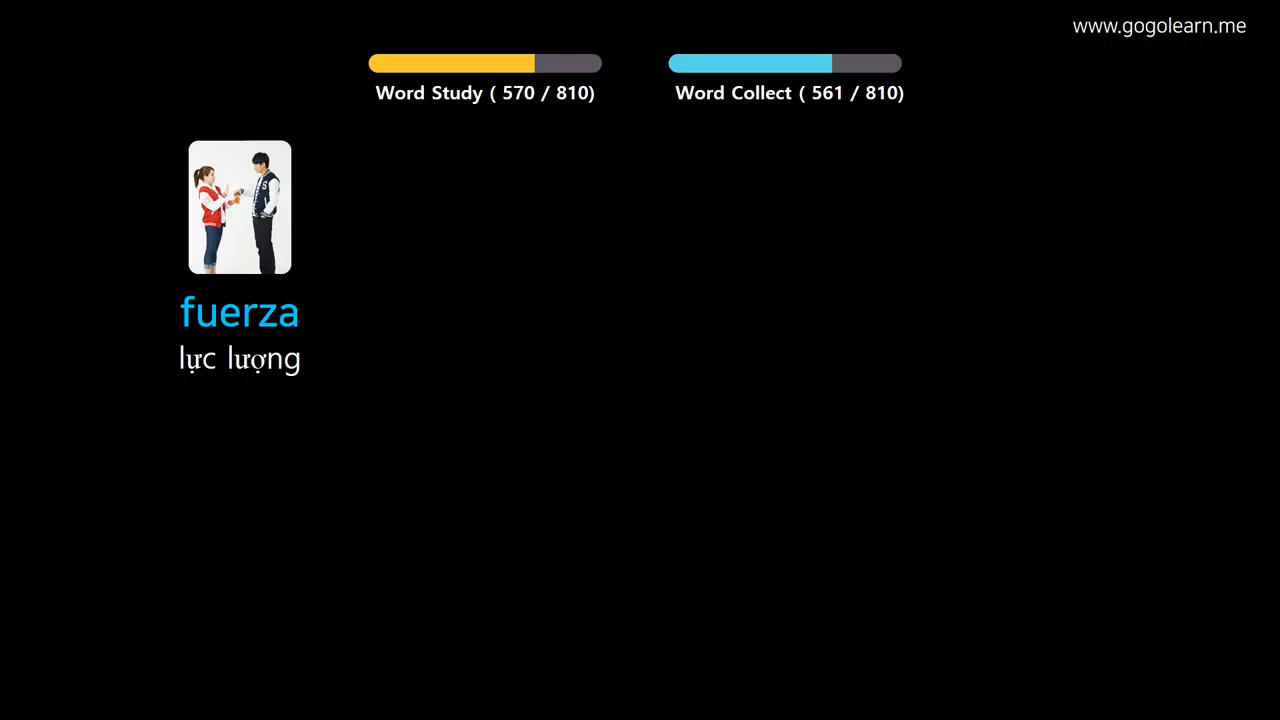 www.gogolearn.me
Word Study ( 570 / 810)
Word Collect ( 561 / 810)
fuerza
lực lượng